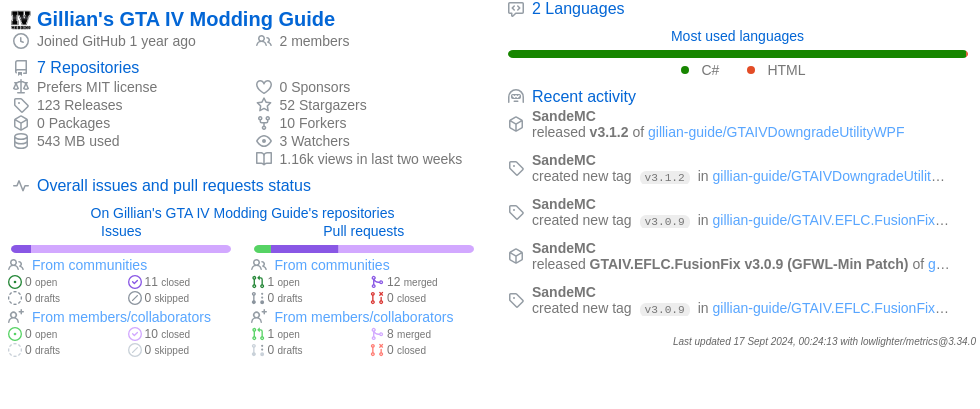 Gillian's GTA IV Modding Guide
Joined GitHub 1 year ago
2 members
7 Repositories
Prefers MIT license
0 Sponsors
123 Releases
52 Stargazers
0 Packages
10 Forkers
543 MB used
3 Watchers
1.16k views in last two weeks
Overall issues and pull requests status
On Gillian's GTA IV Modding Guide's repositories
Issues
From communities
0 open
11 closed
0 drafts
0 skipped
From members/collaborators
0 open
10 closed
0 drafts
0 skipped
Pull requests
From communities
1 open
12 merged
0 drafts
0 closed
From members/collaborators
1 open
8 merged
0 drafts
0 closed
2 Languages
Most used languages
C# HTML
Recent activity
SandeMC
released v3.1.2 of gillian-guide/GTAIVDowngradeUtilityWPF
SandeMC
created new tag v3.1.2 in gillian-guide/GTAIVDowngradeUtilit…
SandeMC
created new tag v3.0.9 in gillian-guide/GTAIV.EFLC.FusionFix…
SandeMC
released GTAIV.EFLC.FusionFix v3.0.9 (GFWL-Min Patch) of g…
SandeMC
created new tag v3.0.9 in gillian-guide/GTAIV.EFLC.FusionFix…
Last updated 17 Sept 2024, 00:24:13 with lowlighter/metrics@3.34.0